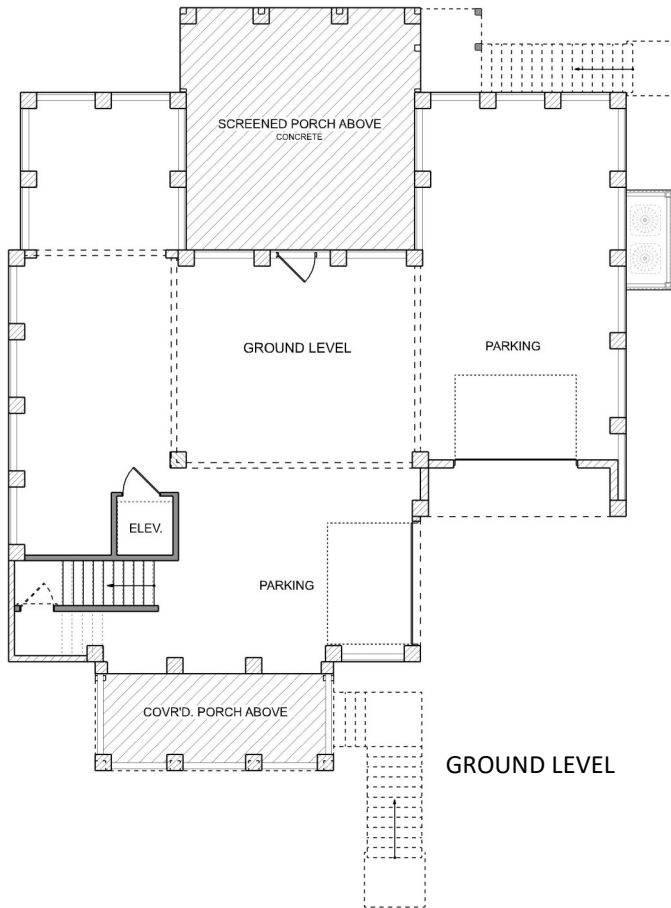 SCREENED PORCH ABOVE
CONCRETE
GROUND LEVEL
PARKING
ELEV.
PARKING
COVR'D. PORCH ABOVE
GROUND LEVEL